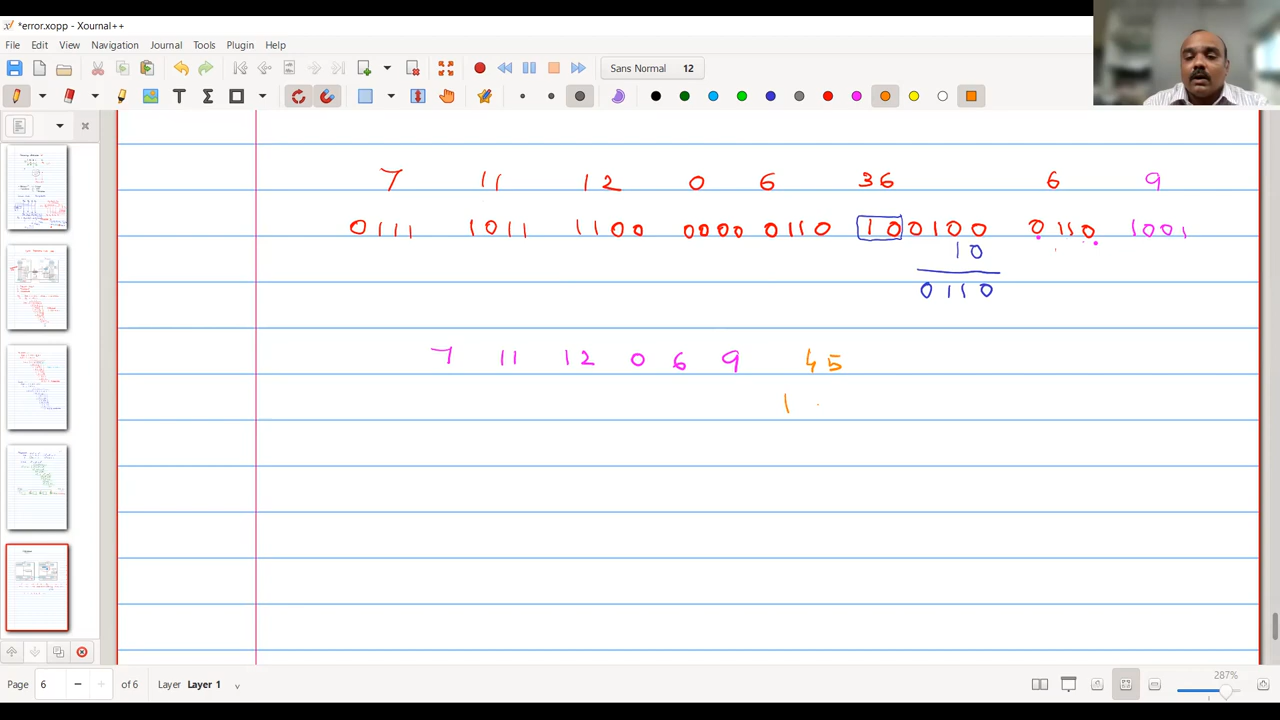 *error.xopp - Xournal++
File Edit View Navigation Journal Tools Plugin Help
Sans Normal 12
7 11 12 0 6 36 6 9
0111 1011 1100 0000 0110 100100 0110 1001
10
0110
7 11 12 0 6 9 45
1
Page 6 of 6 Layer Layer 1 287%